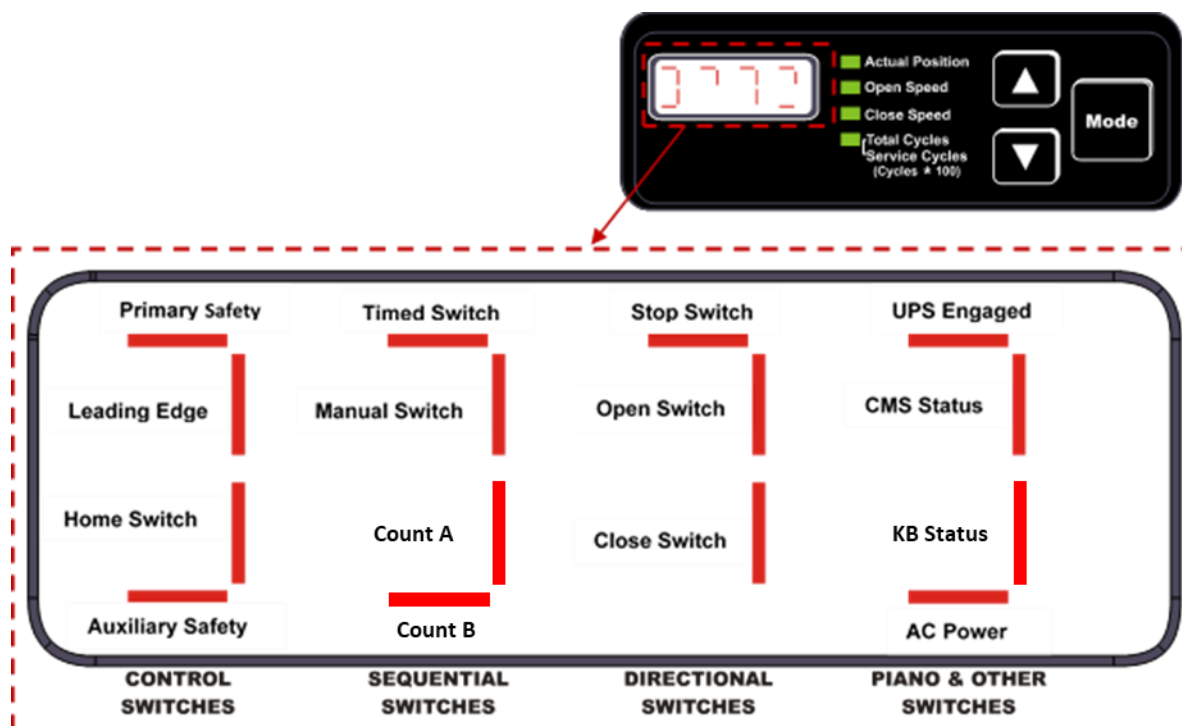 Actual Position
Open Speed
Close Speed
Total Cycles
Service Cycles
(Cycles * 100)
Mode
Primary Safety
Timed Switch
Stop Switch
UPS Engaged
Leading Edge
Manual Switch
Open Switch
CMS Status
Home Switch
Count A
Close Switch
KB Status
Auxiliary Safety
Count B
AC Power
CONTROL
SWITCHES
SEQUENTIAL
SWITCHES
DIRECTIONAL
SWITCHES
PIANO & OTHER
SWITCHES